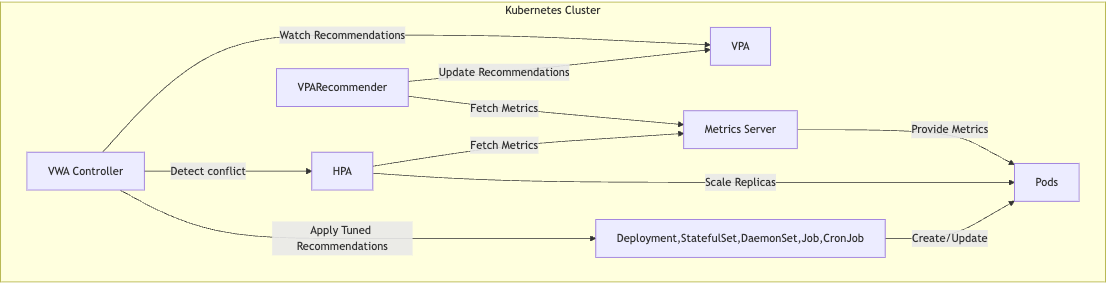 Kubernetes Cluster
Watch Recommendations
VPA
Update Recommendations
VPARecommender
Fetch Metrics
Metrics Server
Provide Metrics
Fetch Metrics
VWA Controller
Detect conflict
HPA
Scale Replicas
Pods
Apply Tuned
Recommendations
Deployment,StatefulSet,DaemonSet,Job,CronJob
Create/Update